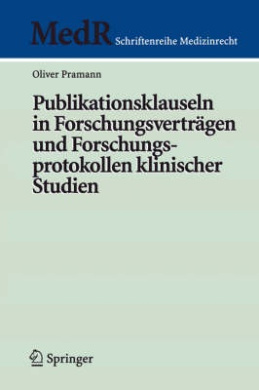 MedR Schriftenreihe Medizinrecht
Oliver Pramann
Publikationsklauseln
in Forschungsverträgen
und Forschungs-
protokollen klinischer
Studien
Springer